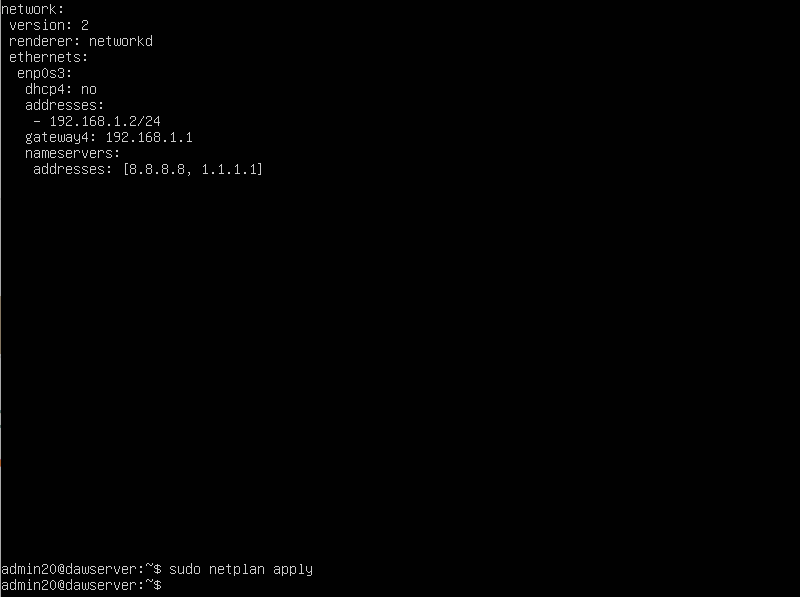 network:
 version: 2
 renderer: networkd
 ethernets:
  enp0s3:
   dhcp4: no
   addresses:
    - 192.168.1.2/24
   gateway4: 192.168.1.1
   nameservers:
    addresses: [8.8.8.8, 1.1.1.1]
admin20@dawserver:~$ sudo netplan apply
admin20@dawserver:~$